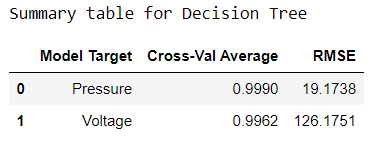 Summary table for Decision Tree
Model Target Cross-Val Average RMSE
0 Pressure 0.9990 19.1738
1 Voltage 0.9962 126.1751